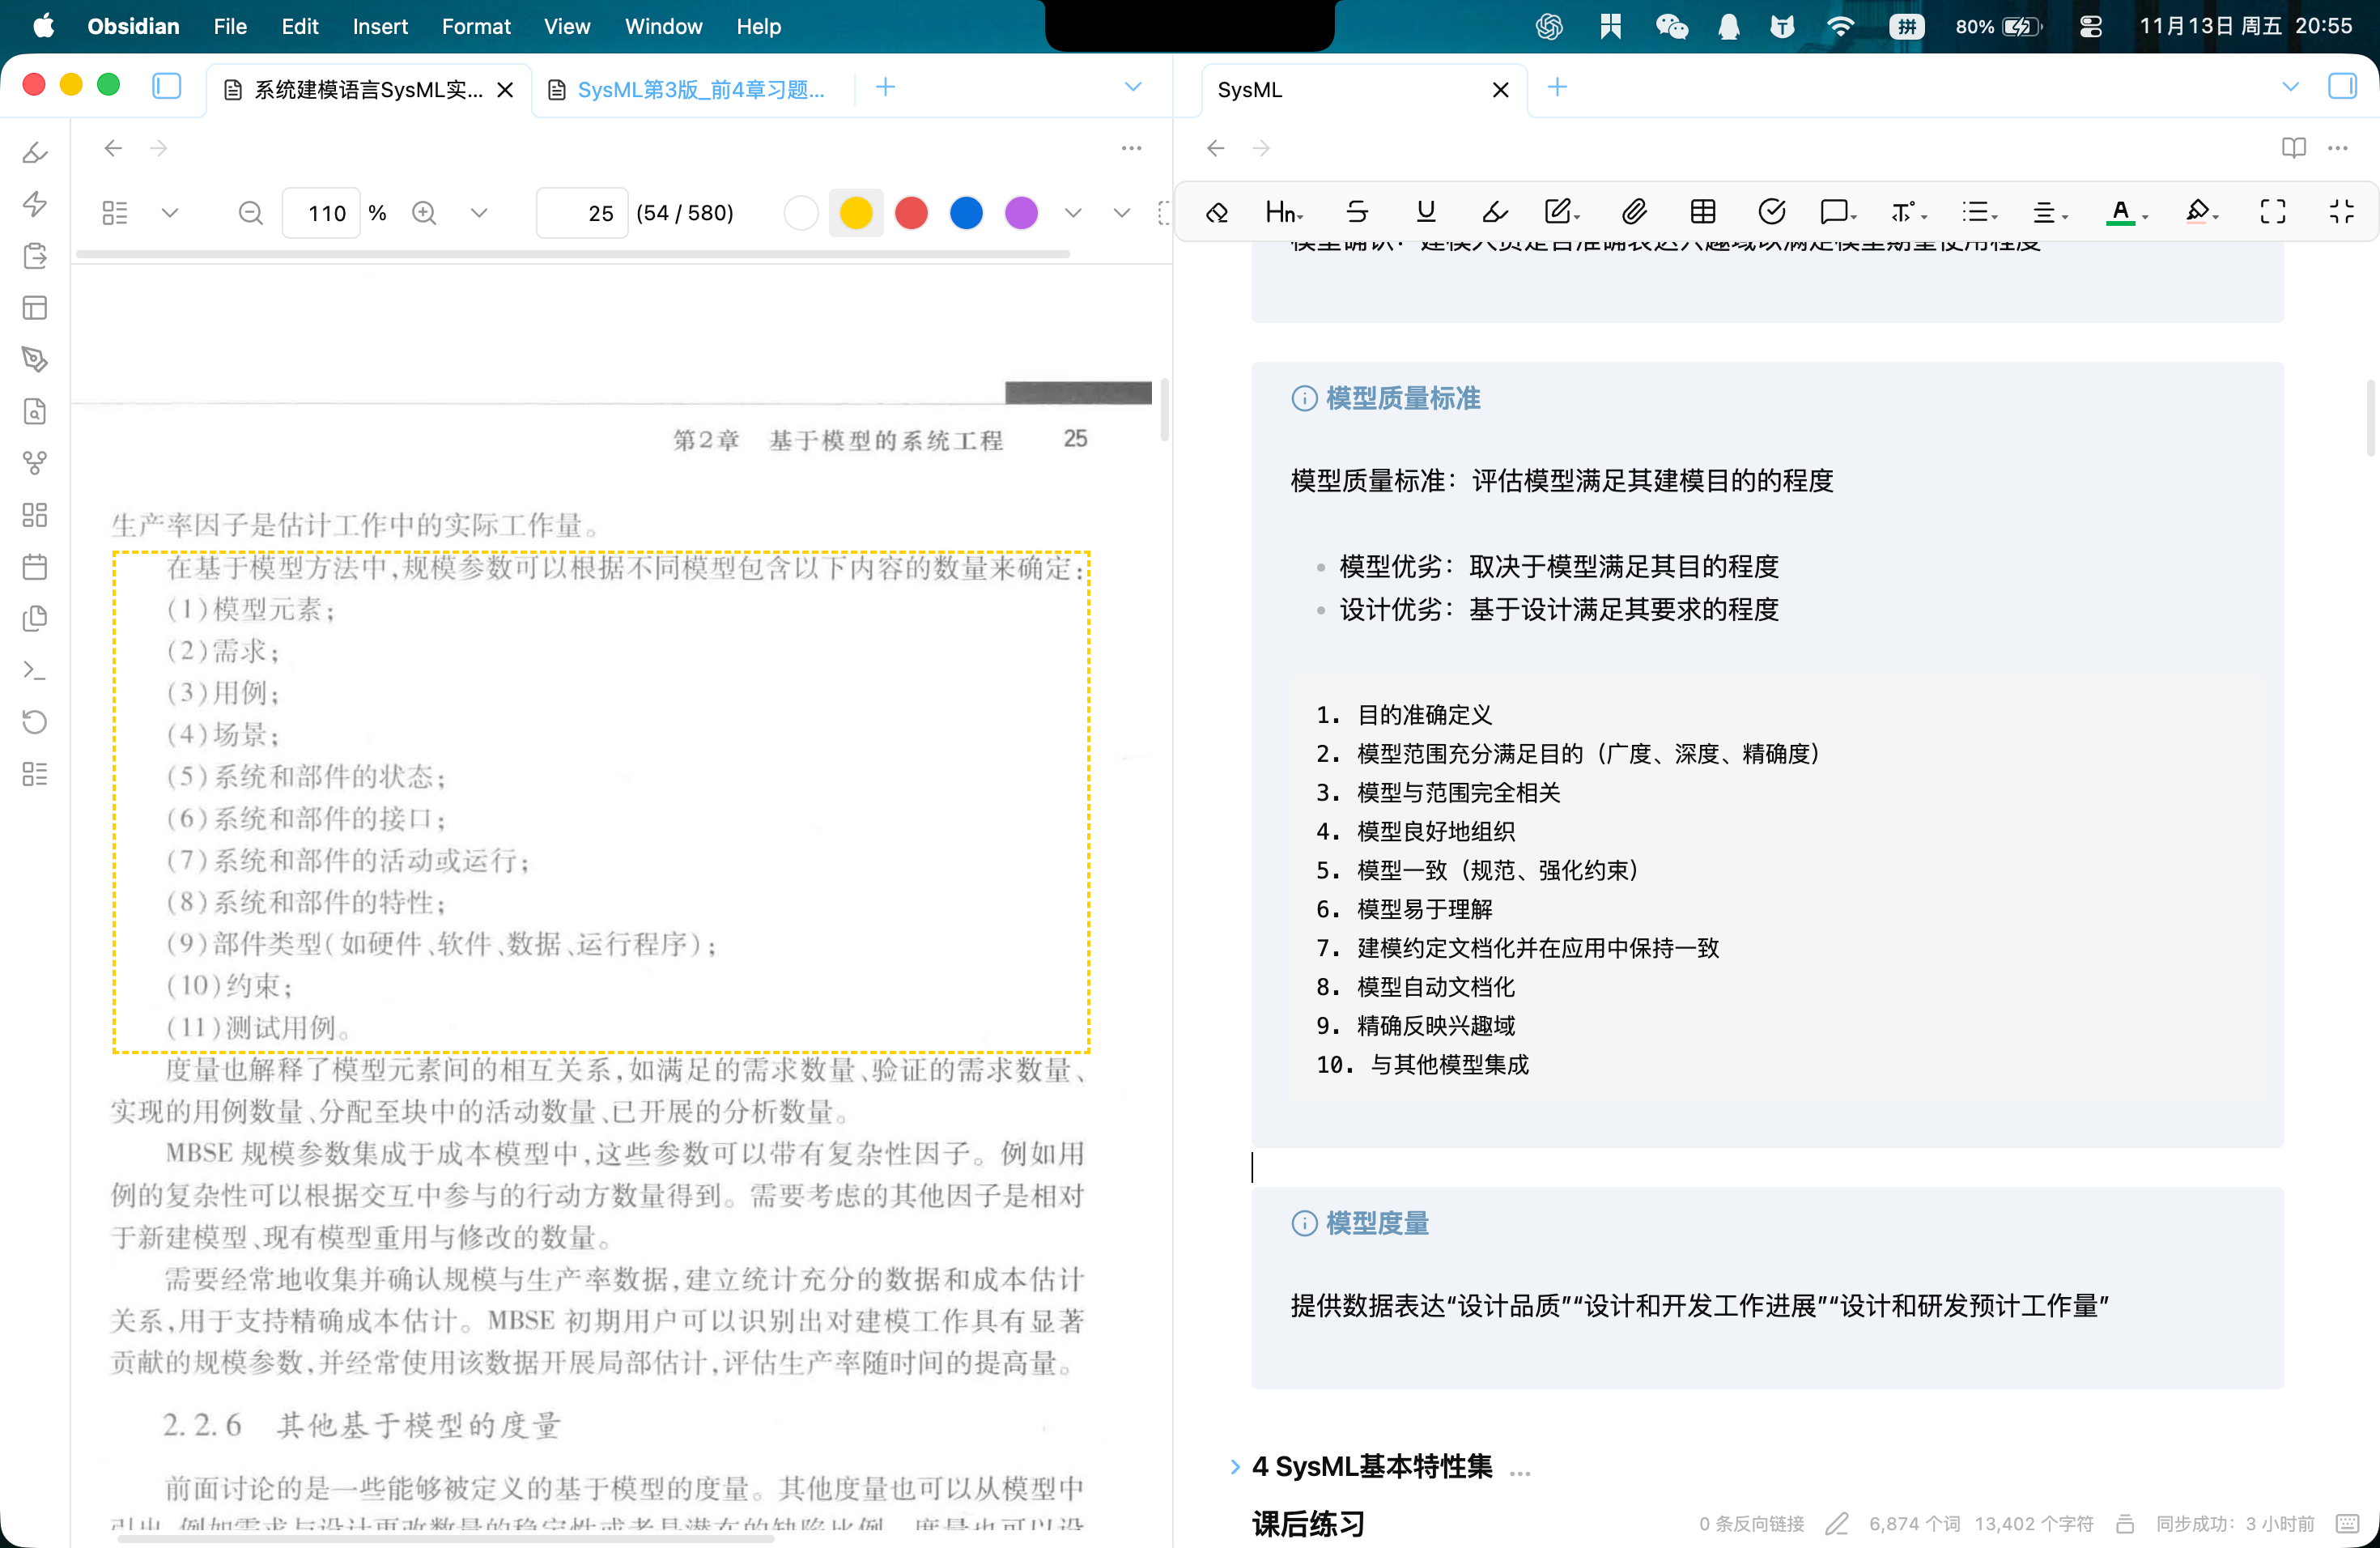 Obsidian File Edit Insert Format View Window Help
拼 80% 11月13日 周五 20:55
系统建模语言SysML实...
SysML第3版_前4章习题...
SysML
110 % 25 (54 / 580)
第2章 基于模型的系统工程 25
生产率因子是估计工作中的实际工作量。
在基于模型方法中,规模参数可以根据不同模型包含以下内容的数量来确定:
(1)模型元素;
(2)需求;
(3)用例;
(4)场景;
(5)系统和部件的状态;
(6)系统和部件的接口;
(7)系统和部件的活动或运行;
(8)系统和部件的特性;
(9)部件类型(如硬件、软件、数据、运行程序);
(10)约束;
(11)测试用例。
度量也解释了模型元素间的相互关系,如满足的需求数量、验证的需求数量、
实现的用例数量、分配至块中的活动数量、已开展的分析数量。
MBSE 规模参数集成于成本模型中,这些参数可以带有复杂性因子。例如用
例的复杂性可以根据交互中参与的行动方数量得到。需要考虑的其他因子是相对
于新建模型、现有模型重用与修改的数量。
需要经常地收集并确认规模与生产率数据,建立统计充分的数据和成本估计
关系,用于支持精确成本估计。MBSE 初期用户可以识别出对建模工作具有显著
贡献的规模参数,并经常使用该数据开展局部估计,评估生产率随时间的提高量。
2.2.6 其他基于模型的度量
前面讨论的是一些能够被定义的基于模型的度量。其他度量也可以从模型中
Hn
模型确认：建模人员是否准确表达兴趣域以满足模型期望使用程度
模型质量标准
模型质量标准：评估模型满足其建模目的的程度
模型优劣：取决于模型满足其目的程度
设计优劣：基于设计满足其要求的程度
1. 目的准确定义
2. 模型范围充分满足目的（广度、深度、精确度）
3. 模型与范围完全相关
4. 模型良好地组织
5. 模型一致（规范、强化约束）
6. 模型易于理解
7. 建模约定文档化并在应用中保持一致
8. 模型自动文档化
9. 精确反映兴趣域
10. 与其他模型集成
模型度量
提供数据表达“设计品质”“设计和开发工作进展”“设计和研发预计工作量”
4 SysML基本特性集 ...
课后练习
0 条反向链接 6,874 个词 13,402 个字符 同步成功：3 小时前